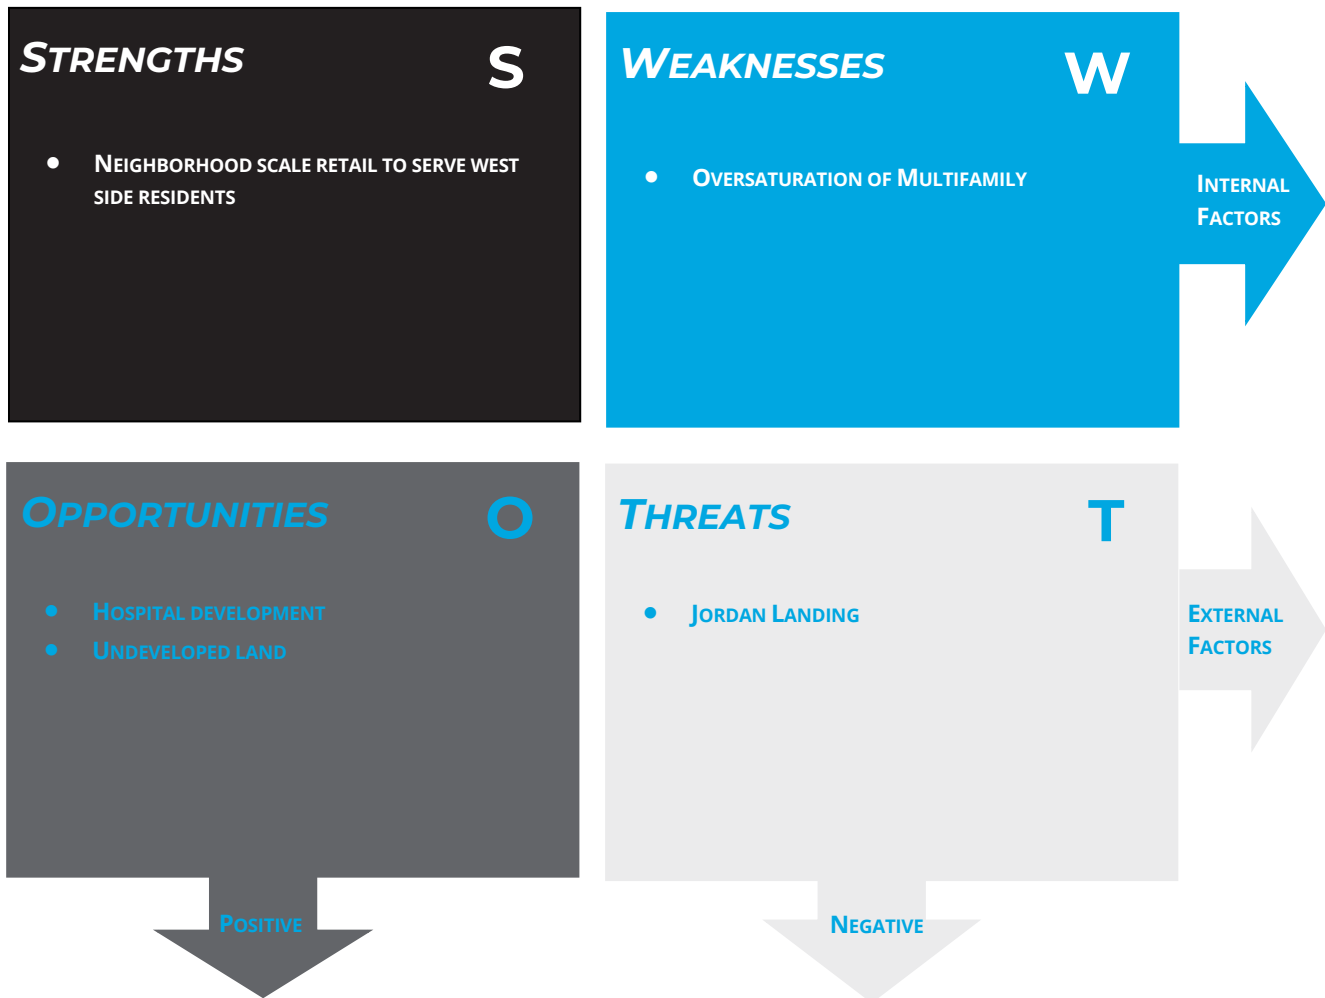 STRENGTHS
S
• NEIGHBORHOOD SCALE RETAIL TO SERVE WEST
SIDE RESIDENTS
WEAKNESSES
W
• OVERSATURATION OF MULTIFAMILY
INTERNAL
FACTORS
OPPORTUNITIES
O
• HOSPITAL DEVELOPMENT
• UNDEVELOPED LAND
THREATS
T
• JORDAN LANDING
EXTERNAL
FACTORS
POSITIVE
NEGATIVE